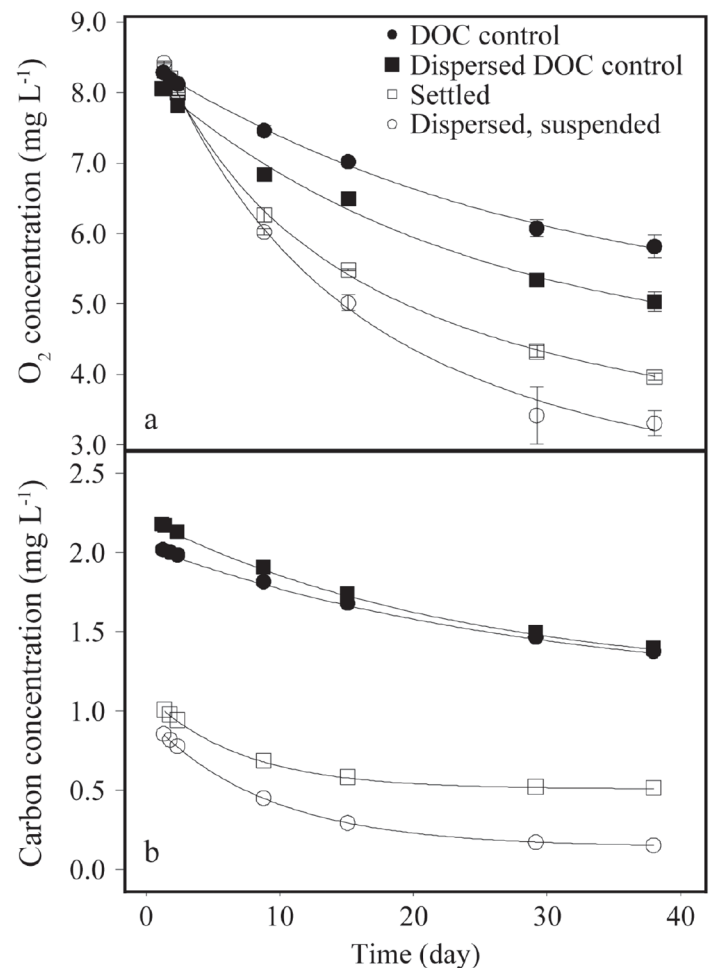 9.0
8.0
7.0
6.0
5.0
4.0
3.0
O₂ concentration (mg L⁻¹)
DOC control
Dispersed DOC control
Settled
Dispersed, suspended
a
2.5
2.0
1.5
1.0
0.5
0.0
Carbon concentration (mg L⁻¹)
b
0 10 20 30 40
Time (day)